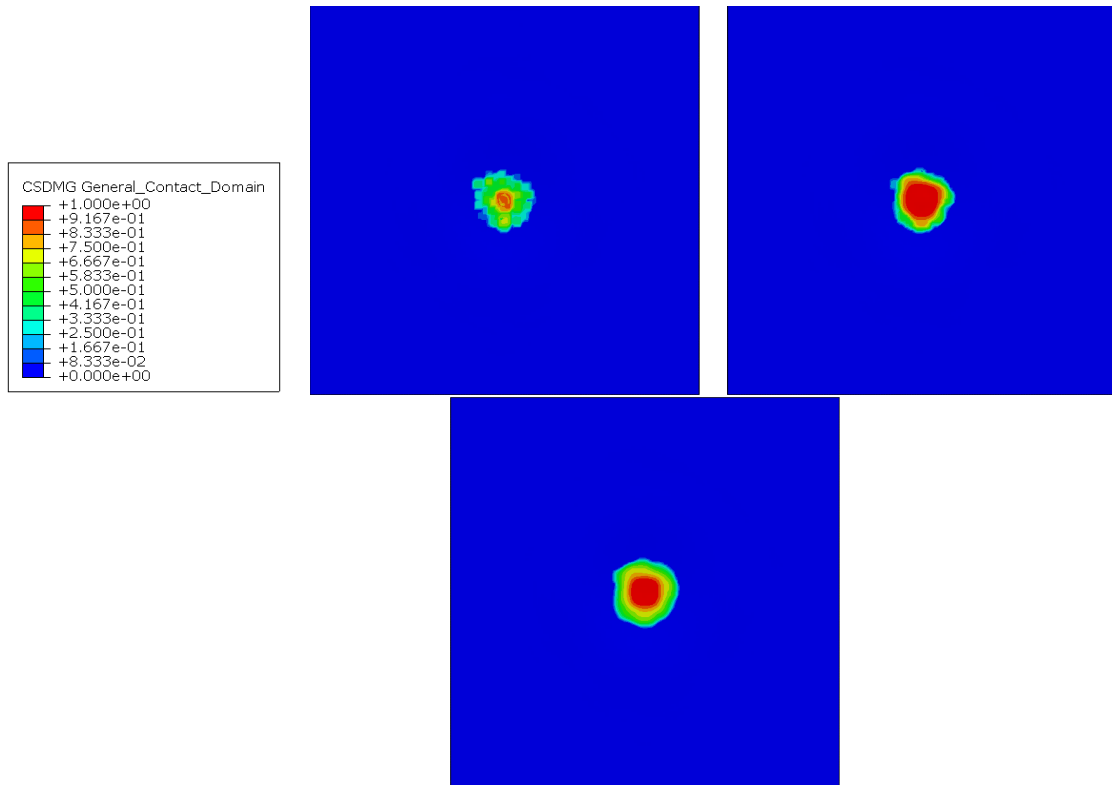 CSDMG General_Contact_Domain
+1.000e+00
+9.167e-01
+8.333e-01
+7.500e-01
+6.667e-01
+5.833e-01
+5.000e-01
+4.167e-01
+3.333e-01
+2.500e-01
+1.667e-01
+8.333e-02
+0.000e+00